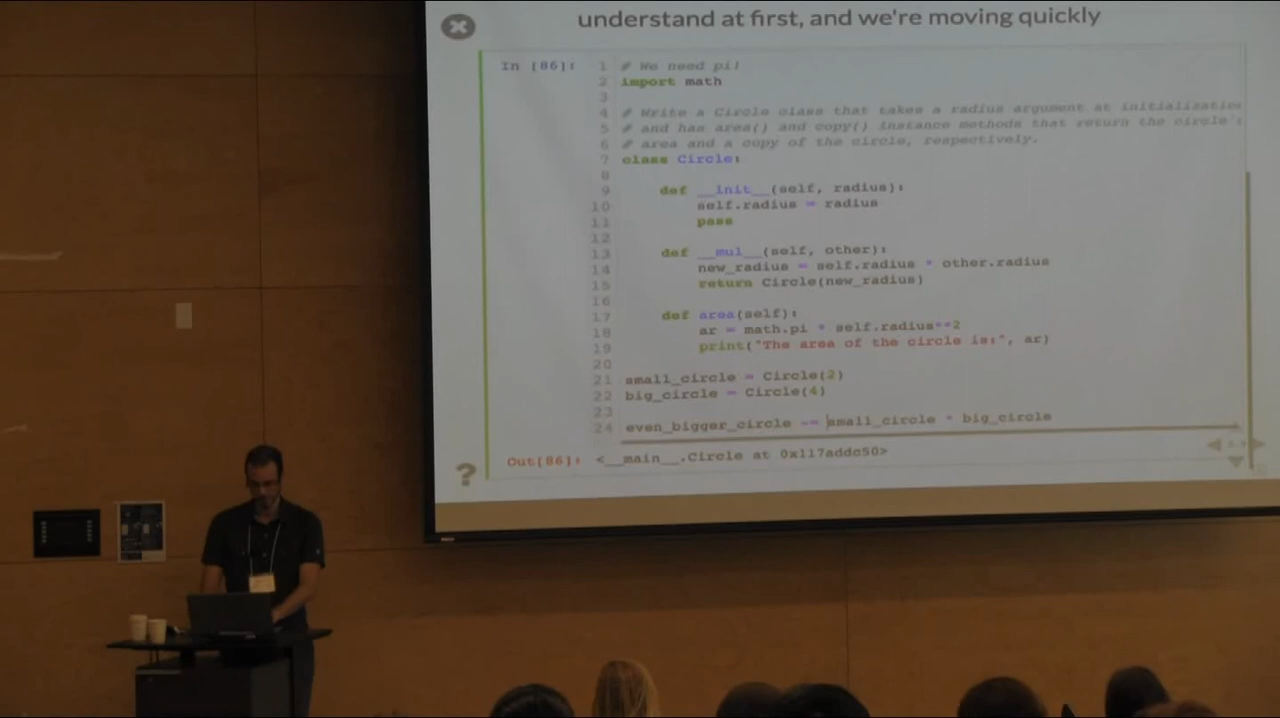 understand at first, and we're moving quickly
In [86]:
1 # We need pi!
2 import math
3
4 # Write a Circle class that takes a radius argument at initializatio
5 # and has area() and copy() instance methods that return the circle's
6 # area and a copy of the circle, respectively.
7 class Circle:
8
9 def __init__(self, radius):
10 self.radius = radius
11 pass
12
13 def __mul__(self, other):
14 new_radius = self.radius * other.radius
15 return Circle(new_radius)
16
17 def area(self):
18 ar = math.pi * self.radius**2
19 print("The area of the circle is:", ar)
20
21 small_circle = Circle(2)
22 big_circle = Circle(4)
23
24 even_bigger_circle == small_circle * big_circle
Out[86]: <__main__.Circle at 0x117addc50>
?